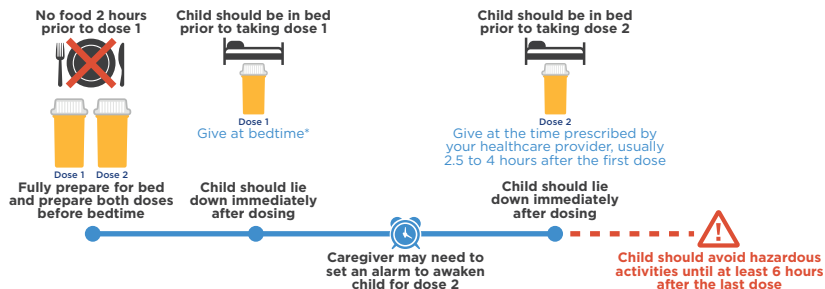 No food 2 hours
prior to dose 1
Dose 1
Dose 2
Fully prepare for bed
and prepare both doses
before bedtime
Child should be in bed
prior to taking dose 1
Dose 1
Give at bedtime*
Child should lie
down immediately
after dosing
Caregiver may need to
set an alarm to awaken
child for dose 2
Child should be in bed
prior to taking dose 2
Dose 2
Give at the time prescribed by
your healthcare provider, usually
2.5 to 4 hours after the first dose
Child should lie
down immediately
after dosing
!
Child should avoid hazardous
activities until at least 6 hours
after the last dose